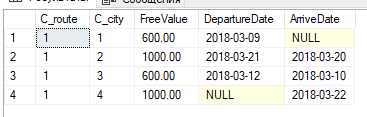 Сообщения
C_route C_city FreeValue DepartureDate ArriveDate
1 1 1 600.00 2018-03-09 NULL
2 1 2 1000.00 2018-03-21 2018-03-20
3 1 3 600.00 2018-03-12 2018-03-10
4 1 4 1000.00 NULL 2018-03-22